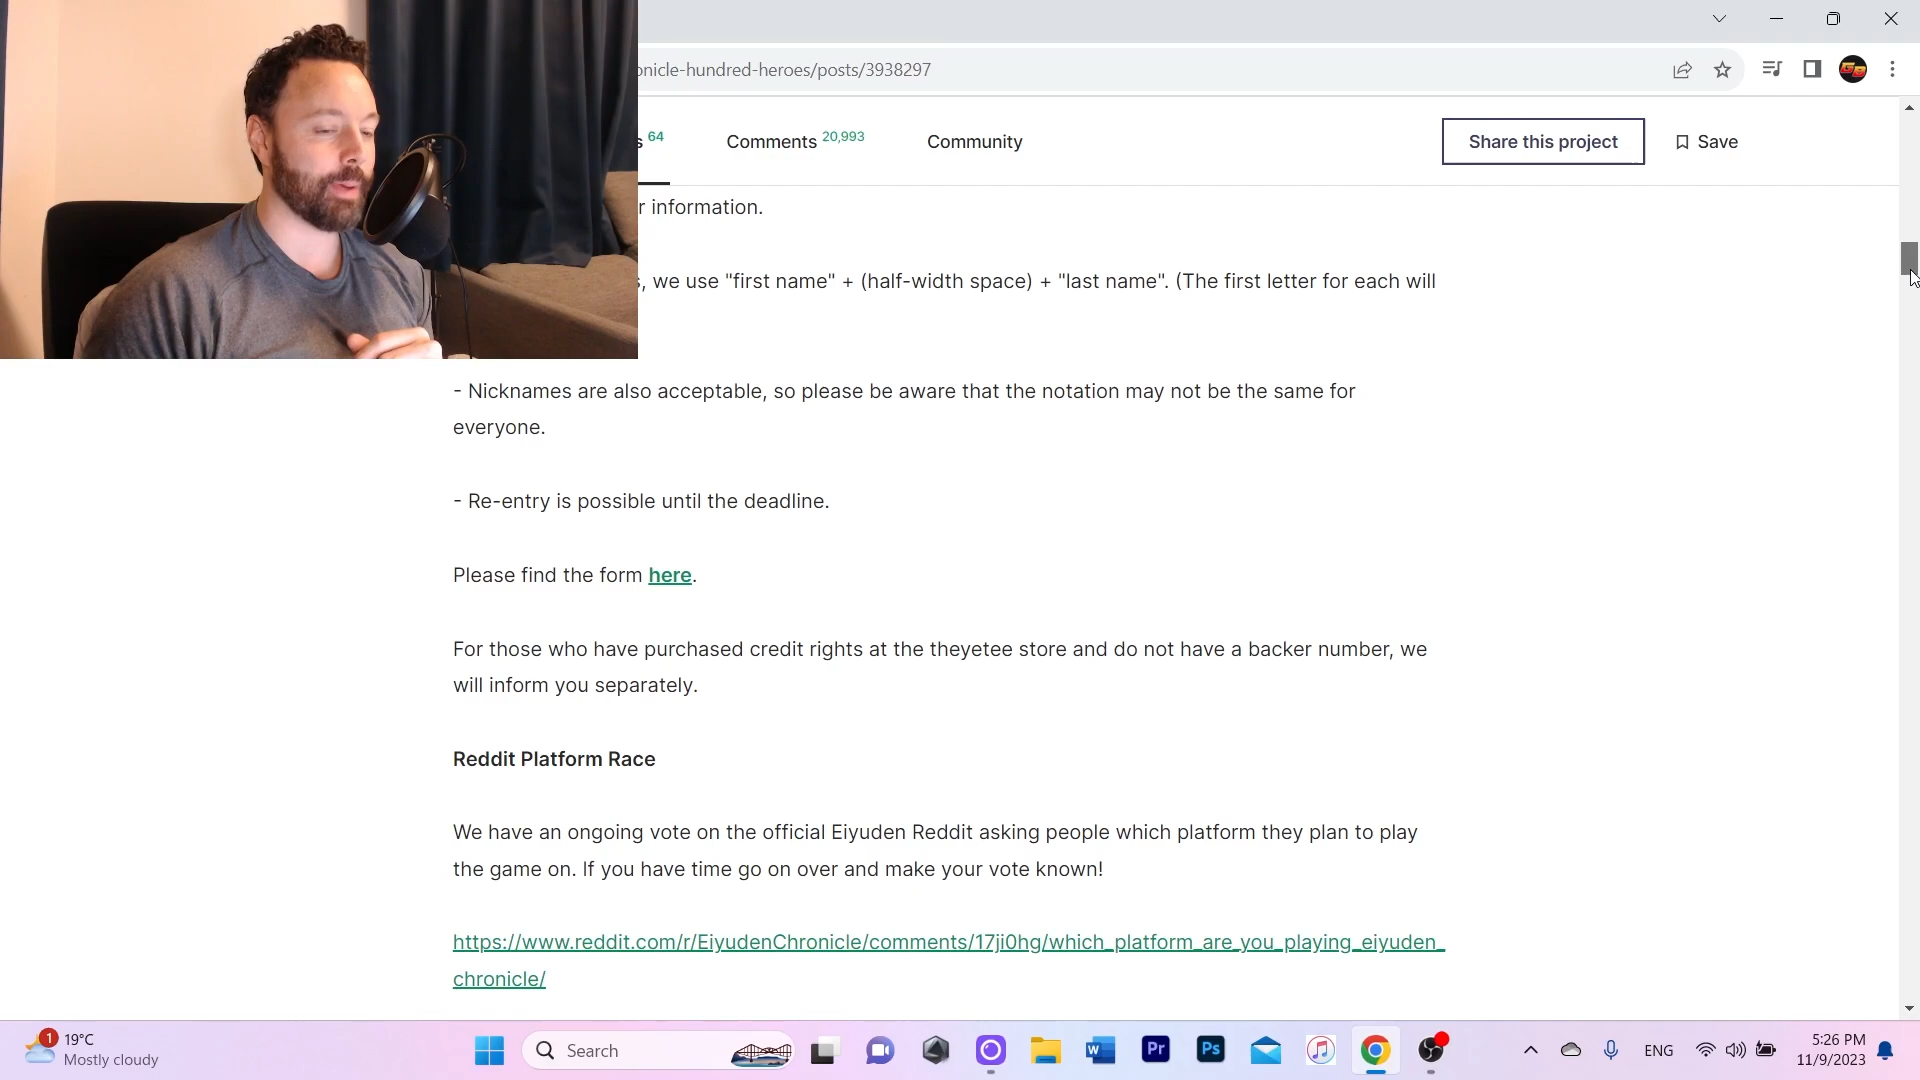 onicle-hundred-heroes/posts/3938297
s 64 Comments 20,993 Community Share this project Save
r information.
s, we use "first name" + (half-width space) + "last name". (The first letter for each will
- Nicknames are also acceptable, so please be aware that the notation may not be the same for
everyone.
- Re-entry is possible until the deadline.
Please find the form here.
For those who have purchased credit rights at the theyetee store and do not have a backer number, we
will inform you separately.
Reddit Platform Race
We have an ongoing vote on the official Eiyuden Reddit asking people which platform they plan to play
the game on. If you have time go on over and make your vote known!
https://www.reddit.com/r/EiyudenChronicle/comments/17ji0hg/which_platform_are_you_playing_eiyuden_
chronicle/
1 19°C
Mostly cloudy
Search
Pr
Ps
ENG
5:26 PM
11/9/2023